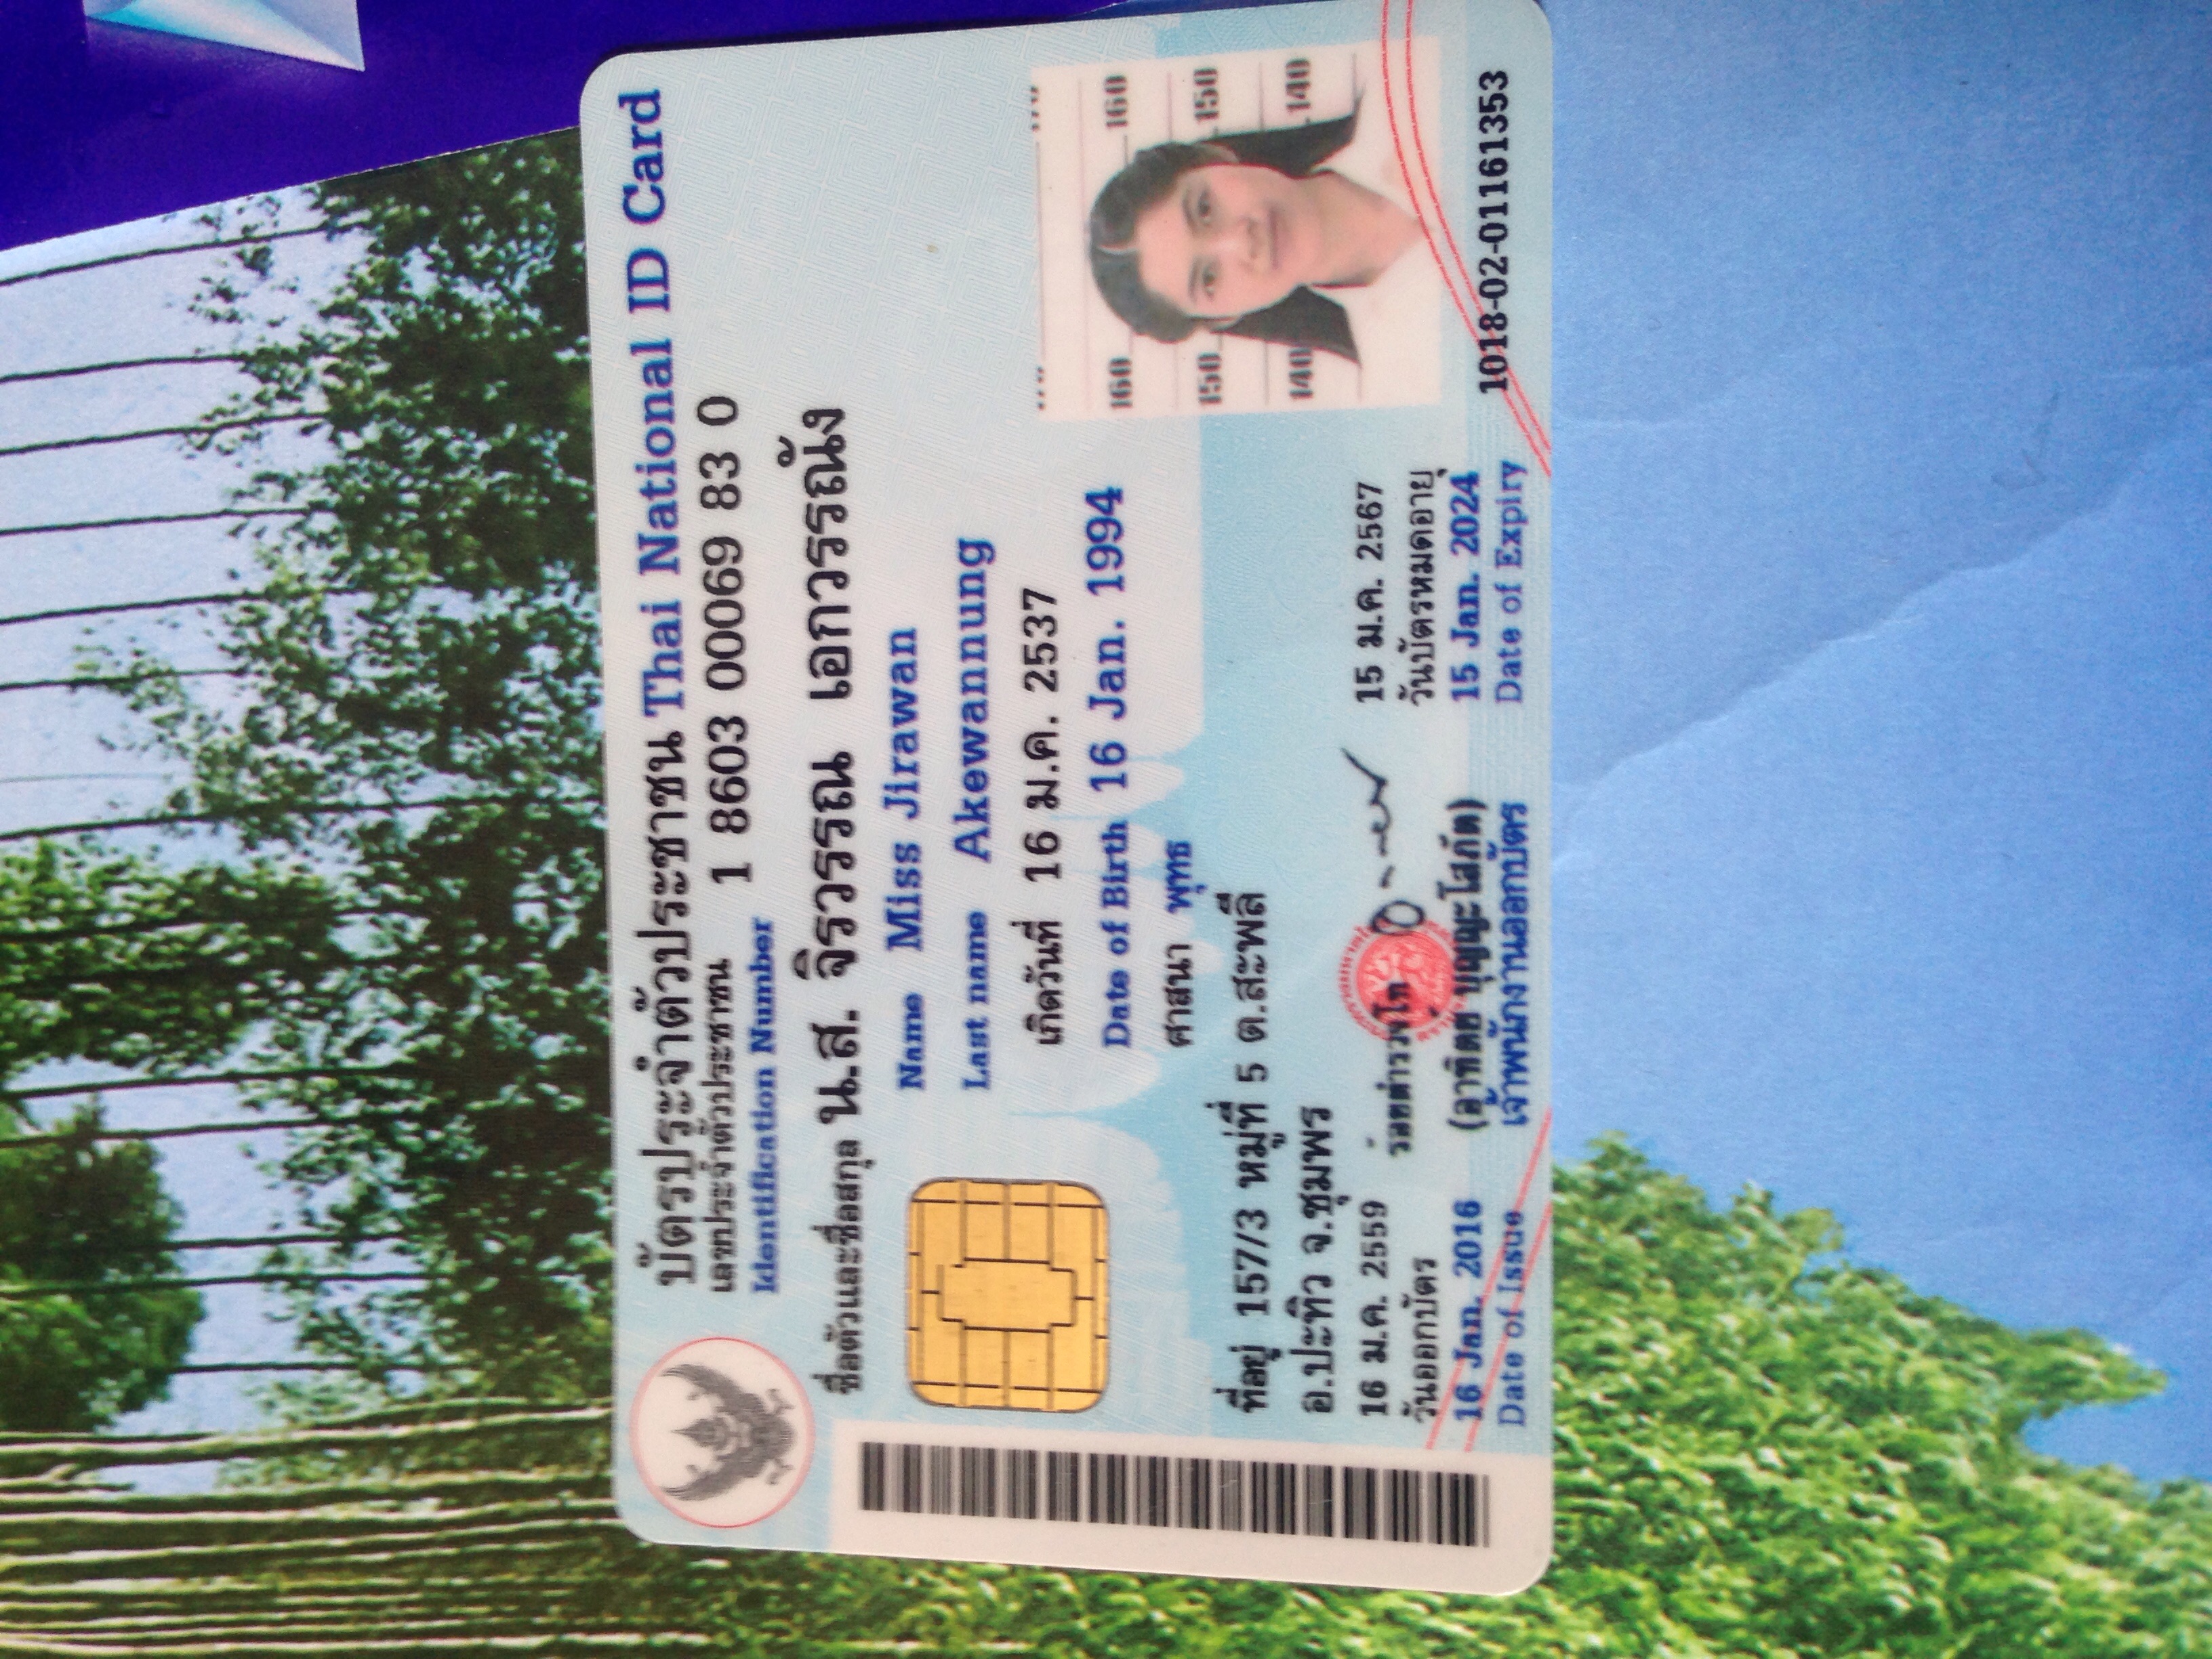 บัตรประจำตัวประชาชน Thai National ID Card
เลขประจำตัวประชาชน 1 8603 00069 83 0
Identification Number
ชื่อตัวและชื่อสกุล น.ส. จิรวรรณ เอกวรรณัง
Name Miss Jirawan
Last name Akewannung
เกิดวันที่ 16 ม.ค. 2537
Date of Birth 16 Jan. 1994
ศาสนา พุทธ
ที่อยู่ 157/3 หมู่ที่ 5 ต.สะพลี
อ.ปะทิว จ.ชุมพร
16 ม.ค. 2559
วันออกบัตร
16 Jan. 2016
Date of Issue
ร้อยตำรวจโท
(อาทิตย์ บุญญะโสภัต)
เจ้าพนักงานออกบัตร
15 ม.ค. 2567
วันบัตรหมดอายุ
15 Jan. 2024
Date of Expiry
160 160
150 150
140 140
1018-02-01161353